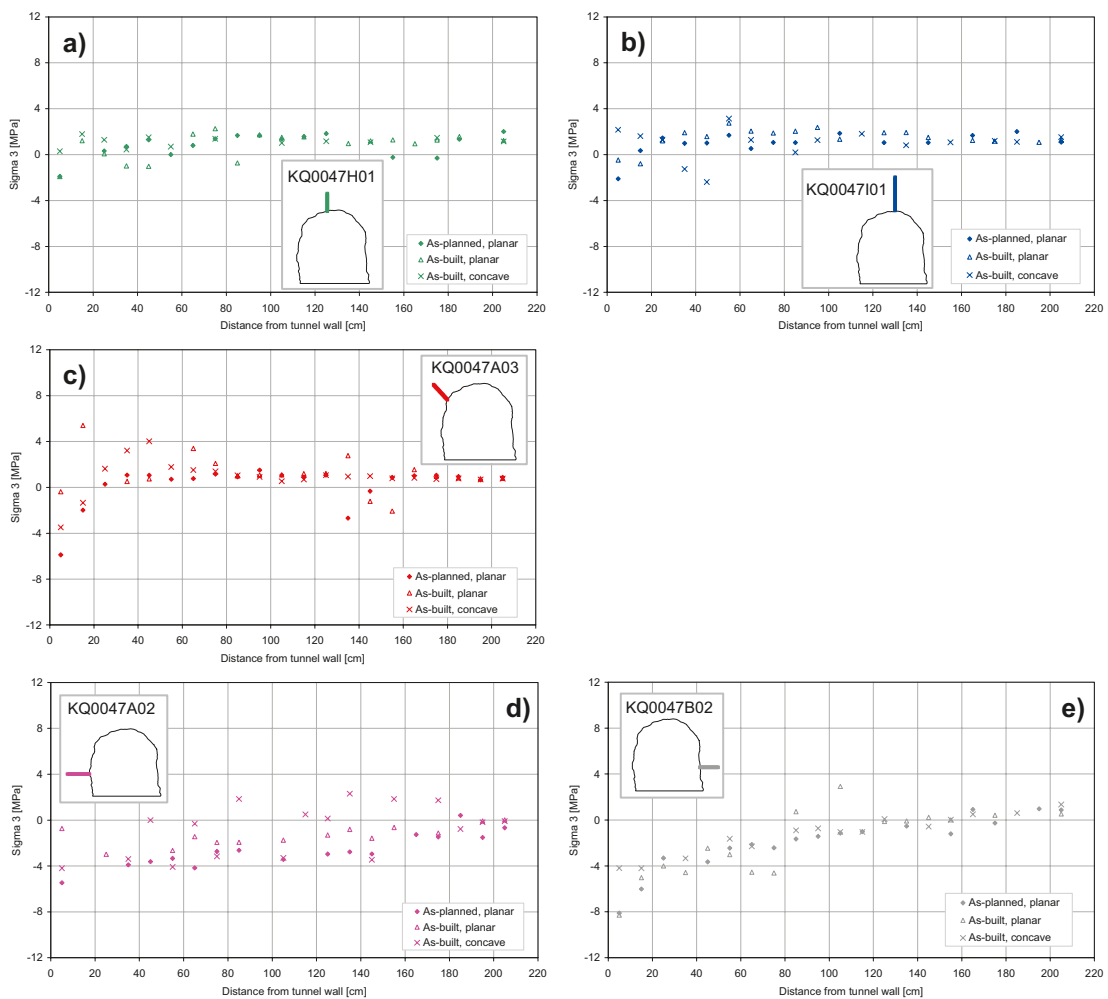 a)
12
8
4
0
-4
-8
-12
Sigma 3 [MPa]
KQ0047H01
As-planned, planar
As-built, planar
As-built, concave
0 20 40 60 80 100 120 140 160 180 200 220
Distance from tunnel wall [cm]
b)
12
8
4
0
-4
-8
-12
Sigma 3 [MPa]
KQ0047I01
As-planned, planar
As-built, planar
As-built, concave
0 20 40 60 80 100 120 140 160 180 200 220
Distance from tunnel wall [cm]
c)
12
8
4
0
-4
-8
-12
Sigma 3 [MPa]
KQ0047A03
As-planned, planar
As-built, planar
As-built, concave
0 20 40 60 80 100 120 140 160 180 200 220
Distance from tunnel wall [cm]
d)
12
8
4
0
-4
-8
-12
Sigma 3 [MPa]
KQ0047A02
As-planned, planar
As-built, planar
As-built, concave
0 20 40 60 80 100 120 140 160 180 200 220
Distance from tunnel wall [cm]
e)
12
8
4
0
-4
-8
-12
Sigma 3 [MPa]
KQ0047B02
As-planned, planar
As-built, planar
As-built, concave
0 20 40 60 80 100 120 140 160 180 200 220
Distance from tunnel wall [cm]